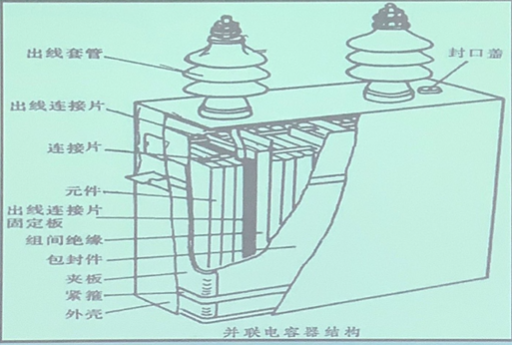 出线套管
封口盖
出线连接片
连接片
元件
出线连接片
固定板
组间绝缘
包封件
夹板
紧箍
外壳
并联电容器结构